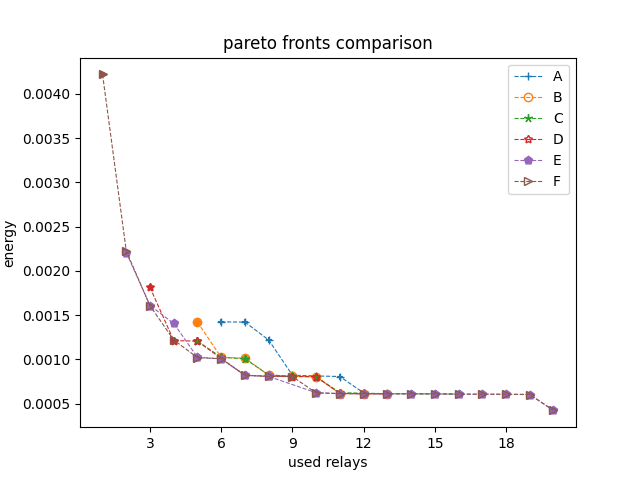 pareto fronts comparison
0.0040
0.0035
0.0030
0.0025
0.0020
0.0015
0.0010
0.0005
energy
A
B
C
D
E
F
3 6 9 12 15 18
used relays